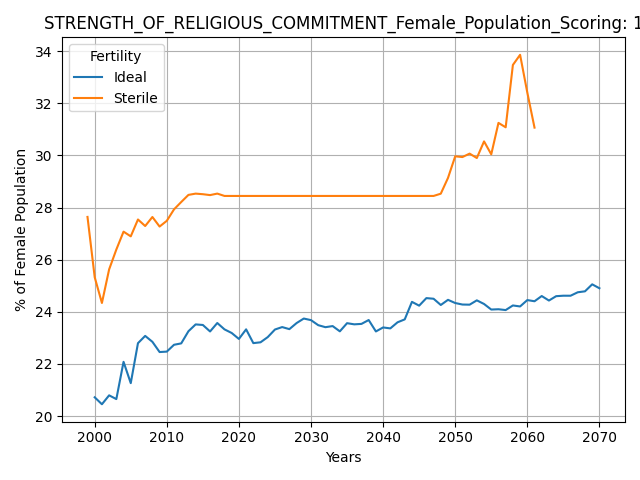 STRENGTH_OF_RELIGIOUS_COMMITMENT_Female_Population_Scoring: 1
Fertility
Ideal
Sterile
34
32
30
28
26
24
22
20
% of Female Population
2000 2010 2020 2030 2040 2050 2060 2070
Years